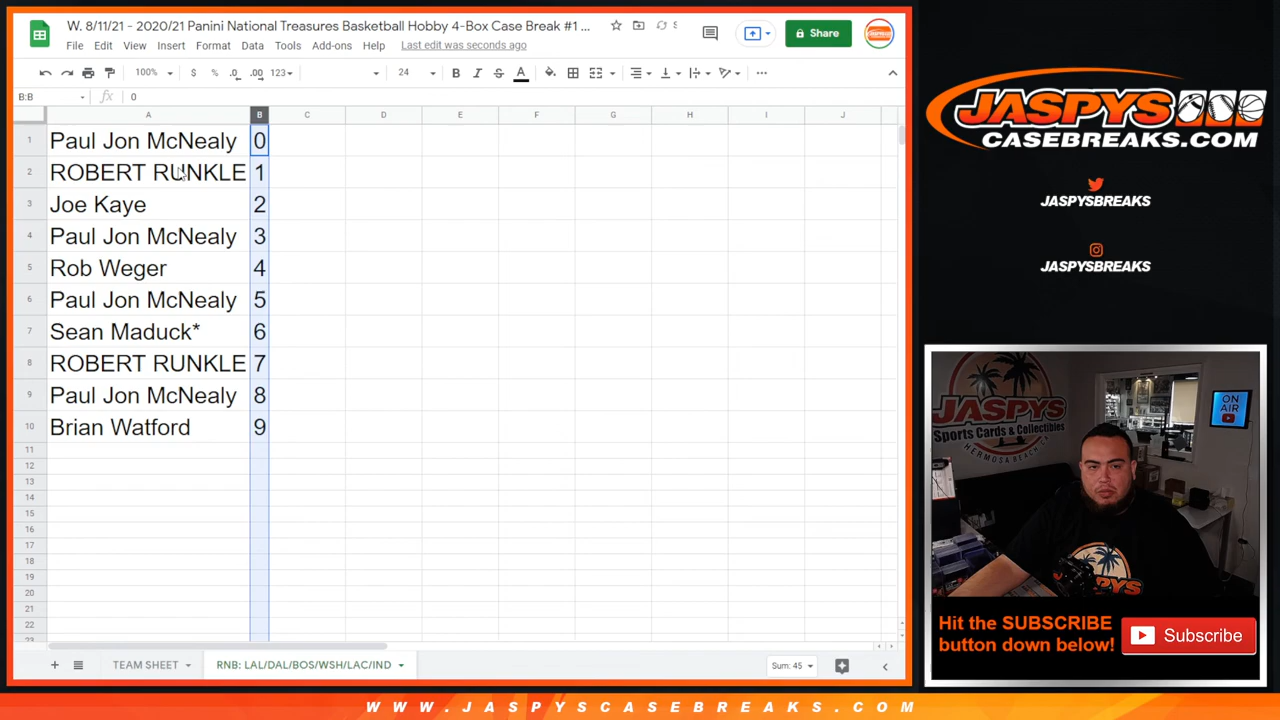 W. 8/11/21 - 2020/21 Panini National Treasures Basketball Hobby 4-Box Case Break #1 ...
File Edit View Insert Format Data Tools Add-ons Help Last edit was seconds ago
Share
100% $ % .0 .00 123 24 B I S A
B:B fx 0
A B C D E F G H I J
1 Paul Jon McNealy 0
2 ROBERT RUNKLE 1
3 Joe Kaye 2
4 Paul Jon McNealy 3
5 Rob Weger 4
6 Paul Jon McNealy 5
7 Sean Maduck* 6
8 ROBERT RUNKLE 7
9 Paul Jon McNealy 8
10 Brian Watford 9
11
12
13
14
15
16
17
18
19
20
21
22
23
TEAM SHEET RNB: LAL/DAL/BOS/WSH/LAC/IND Sum: 45
JASPYS
CASEBREAKS.COM
JASPYSBREAKS
JASPYSBREAKS
JASPYS
Sports Cards & Collectibles
HERMOSA BEACH CA
ON
AIR
JASPYS
Hit the SUBSCRIBE
button down below!
Subscribe
WWW.JASPYSCASEBREAKS.COM